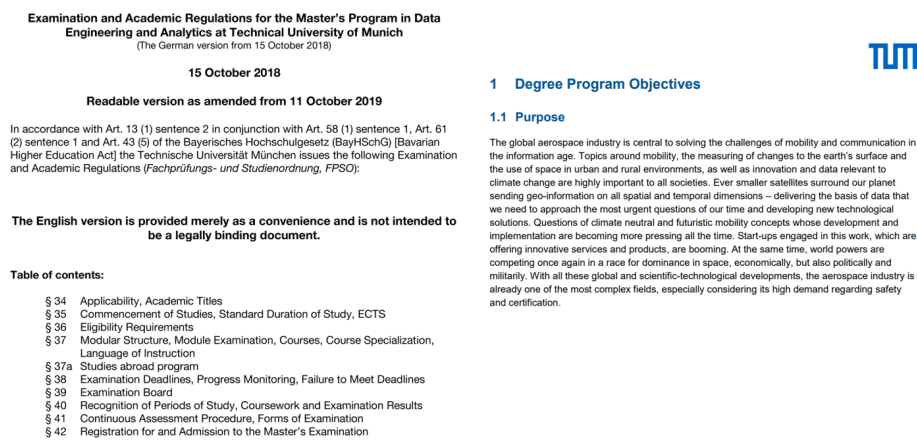 Examination and Academic Regulations for the Master's Program in Data
Engineering and Analytics at Technical University of Munich
(The German version from 15 October 2018)
15 October 2018
Readable version as amended from 11 October 2019
In accordance with Art. 13 (1) sentence 2 in conjunction with Art. 58 (1) sentence 1, Art. 61
(2) sentence 1 and Art. 43 (5) of the Bayerisches Hochschulgesetz (BayHSchG) [Bavarian
Higher Education Act] the Technische Universität München issues the following Examination
and Academic Regulations (Fachprüfungs- und Studienordnung, FPSO):
The English version is provided merely as a convenience and is not intended to
be a legally binding document.
Table of contents:
§ 34 Applicability, Academic Titles
§ 35 Commencement of Studies, Standard Duration of Study, ECTS
§ 36 Eligibility Requirements
§ 37 Modular Structure, Module Examination, Courses, Course Specialization,
Language of Instruction
§ 37a Studies abroad program
§ 38 Examination Deadlines, Progress Monitoring, Failure to Meet Deadlines
§ 39 Examination Board
§ 40 Recognition of Periods of Study, Coursework and Examination Results
§ 41 Continuous Assessment Procedure, Forms of Examination
§ 42 Registration for and Admission to the Master's Examination
TUM
1 Degree Program Objectives
1.1 Purpose
The global aerospace industry is central to solving the challenges of mobility and communication in
the information age. Topics around mobility, the measuring of changes to the earth's surface and
the use of space in urban and rural environments, as well as innovation and data relevant to
climate change are highly important to all societies. Ever smaller satellites surround our planet
sending geo-information on all spatial and temporal dimensions – delivering the basis of data that
we need to approach the most urgent questions of our time and developing new technological
solutions. Questions of climate neutral and futuristic mobility concepts whose development and
implementation are becoming more pressing all the time. Start-ups engaged in this work, which are
offering innovative services and products, are booming. At the same time, world powers are
competing once again in a race for dominance in space, economically, but also politically and
militarily. With all these global and scientific-technological developments, the aerospace industry is
already one of the most complex fields, especially considering its high demand regarding safety
and certification.